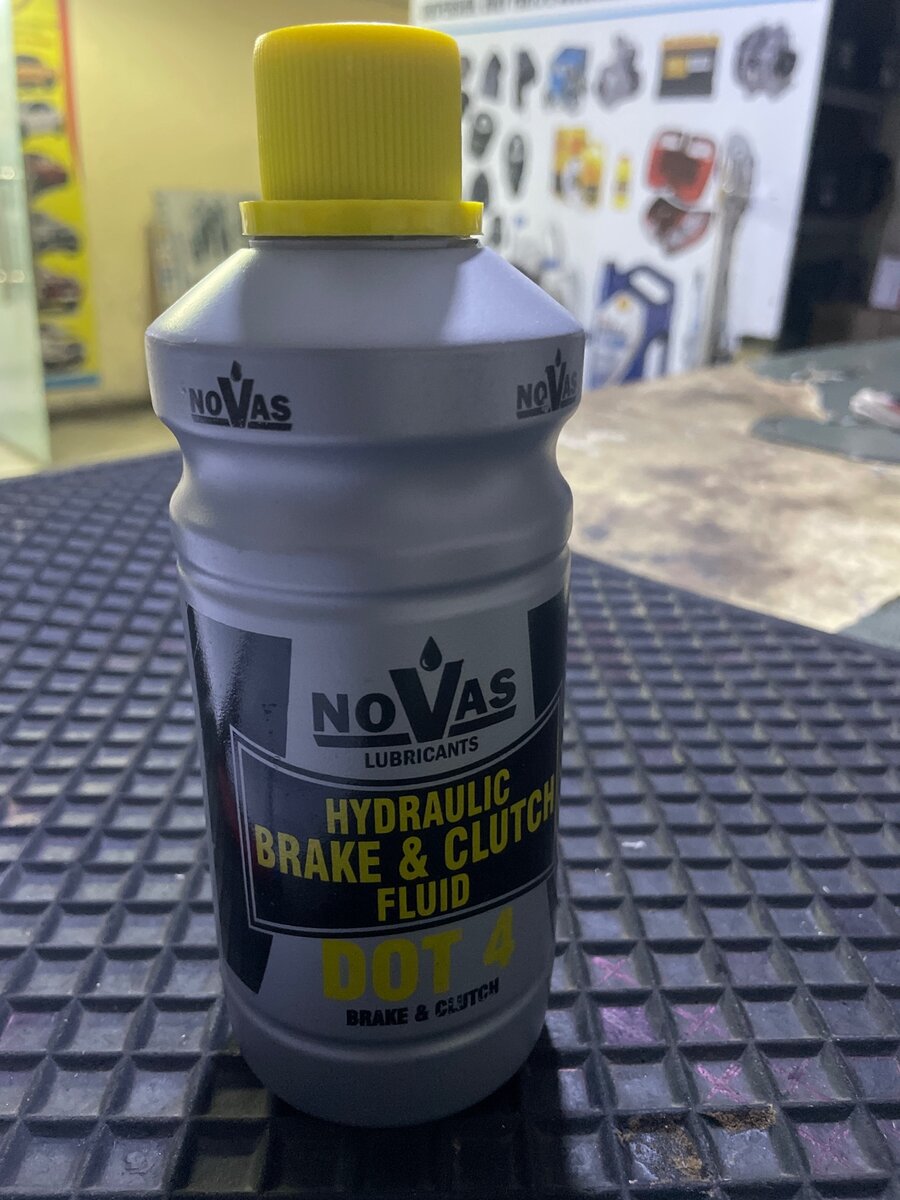 NOVAS
NOVAS
NOVAS
LUBRICANTS
HYDRAULIC
BRAKE & CLUTCH
FLUID
DOT 4
BRAKE & CLUTCH